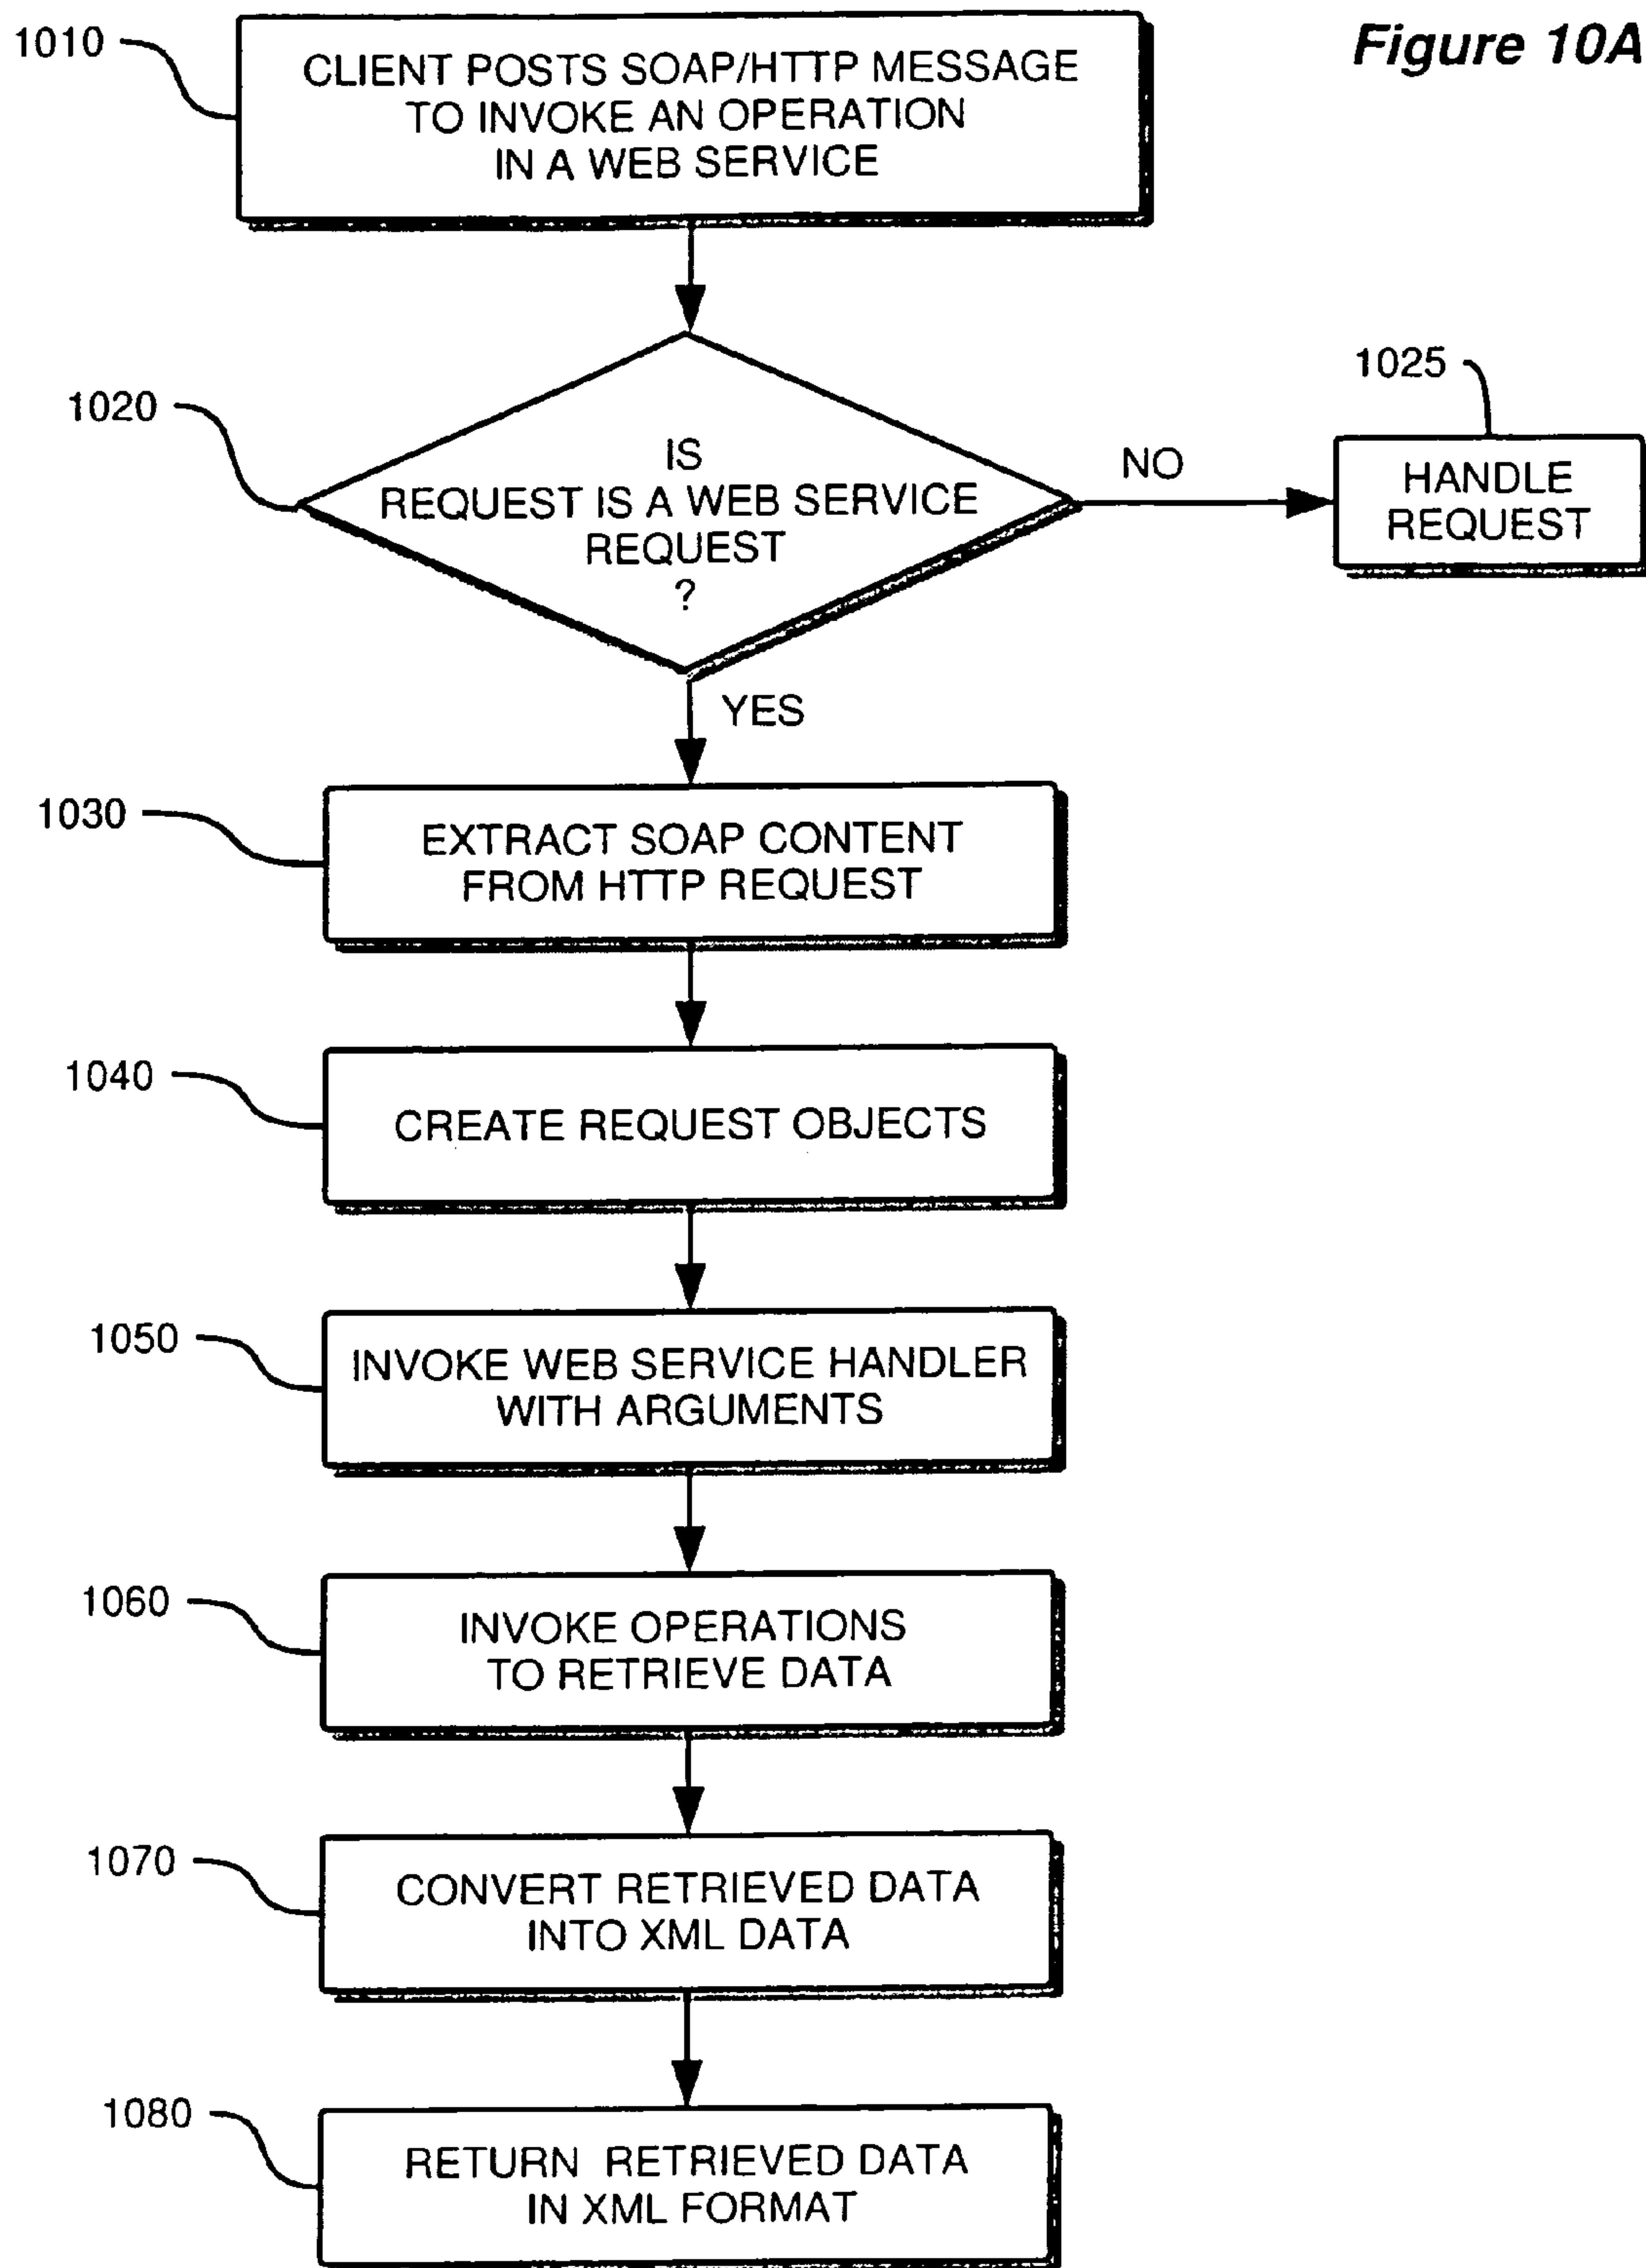 Figure 10A
1010
CLIENT POSTS SOAP/HTTP MESSAGE
TO INVOKE AN OPERATION
IN A WEB SERVICE
1020
IS
REQUEST IS A WEB SERVICE
REQUEST
?
NO
1025
HANDLE
REQUEST
YES
1030
EXTRACT SOAP CONTENT
FROM HTTP REQUEST
1040
CREATE REQUEST OBJECTS
1050
INVOKE WEB SERVICE HANDLER
WITH ARGUMENTS
1060
INVOKE OPERATIONS
TO RETRIEVE DATA
1070
CONVERT RETRIEVED DATA
INTO XML DATA
1080
RETURN RETRIEVED DATA
IN XML FORMAT